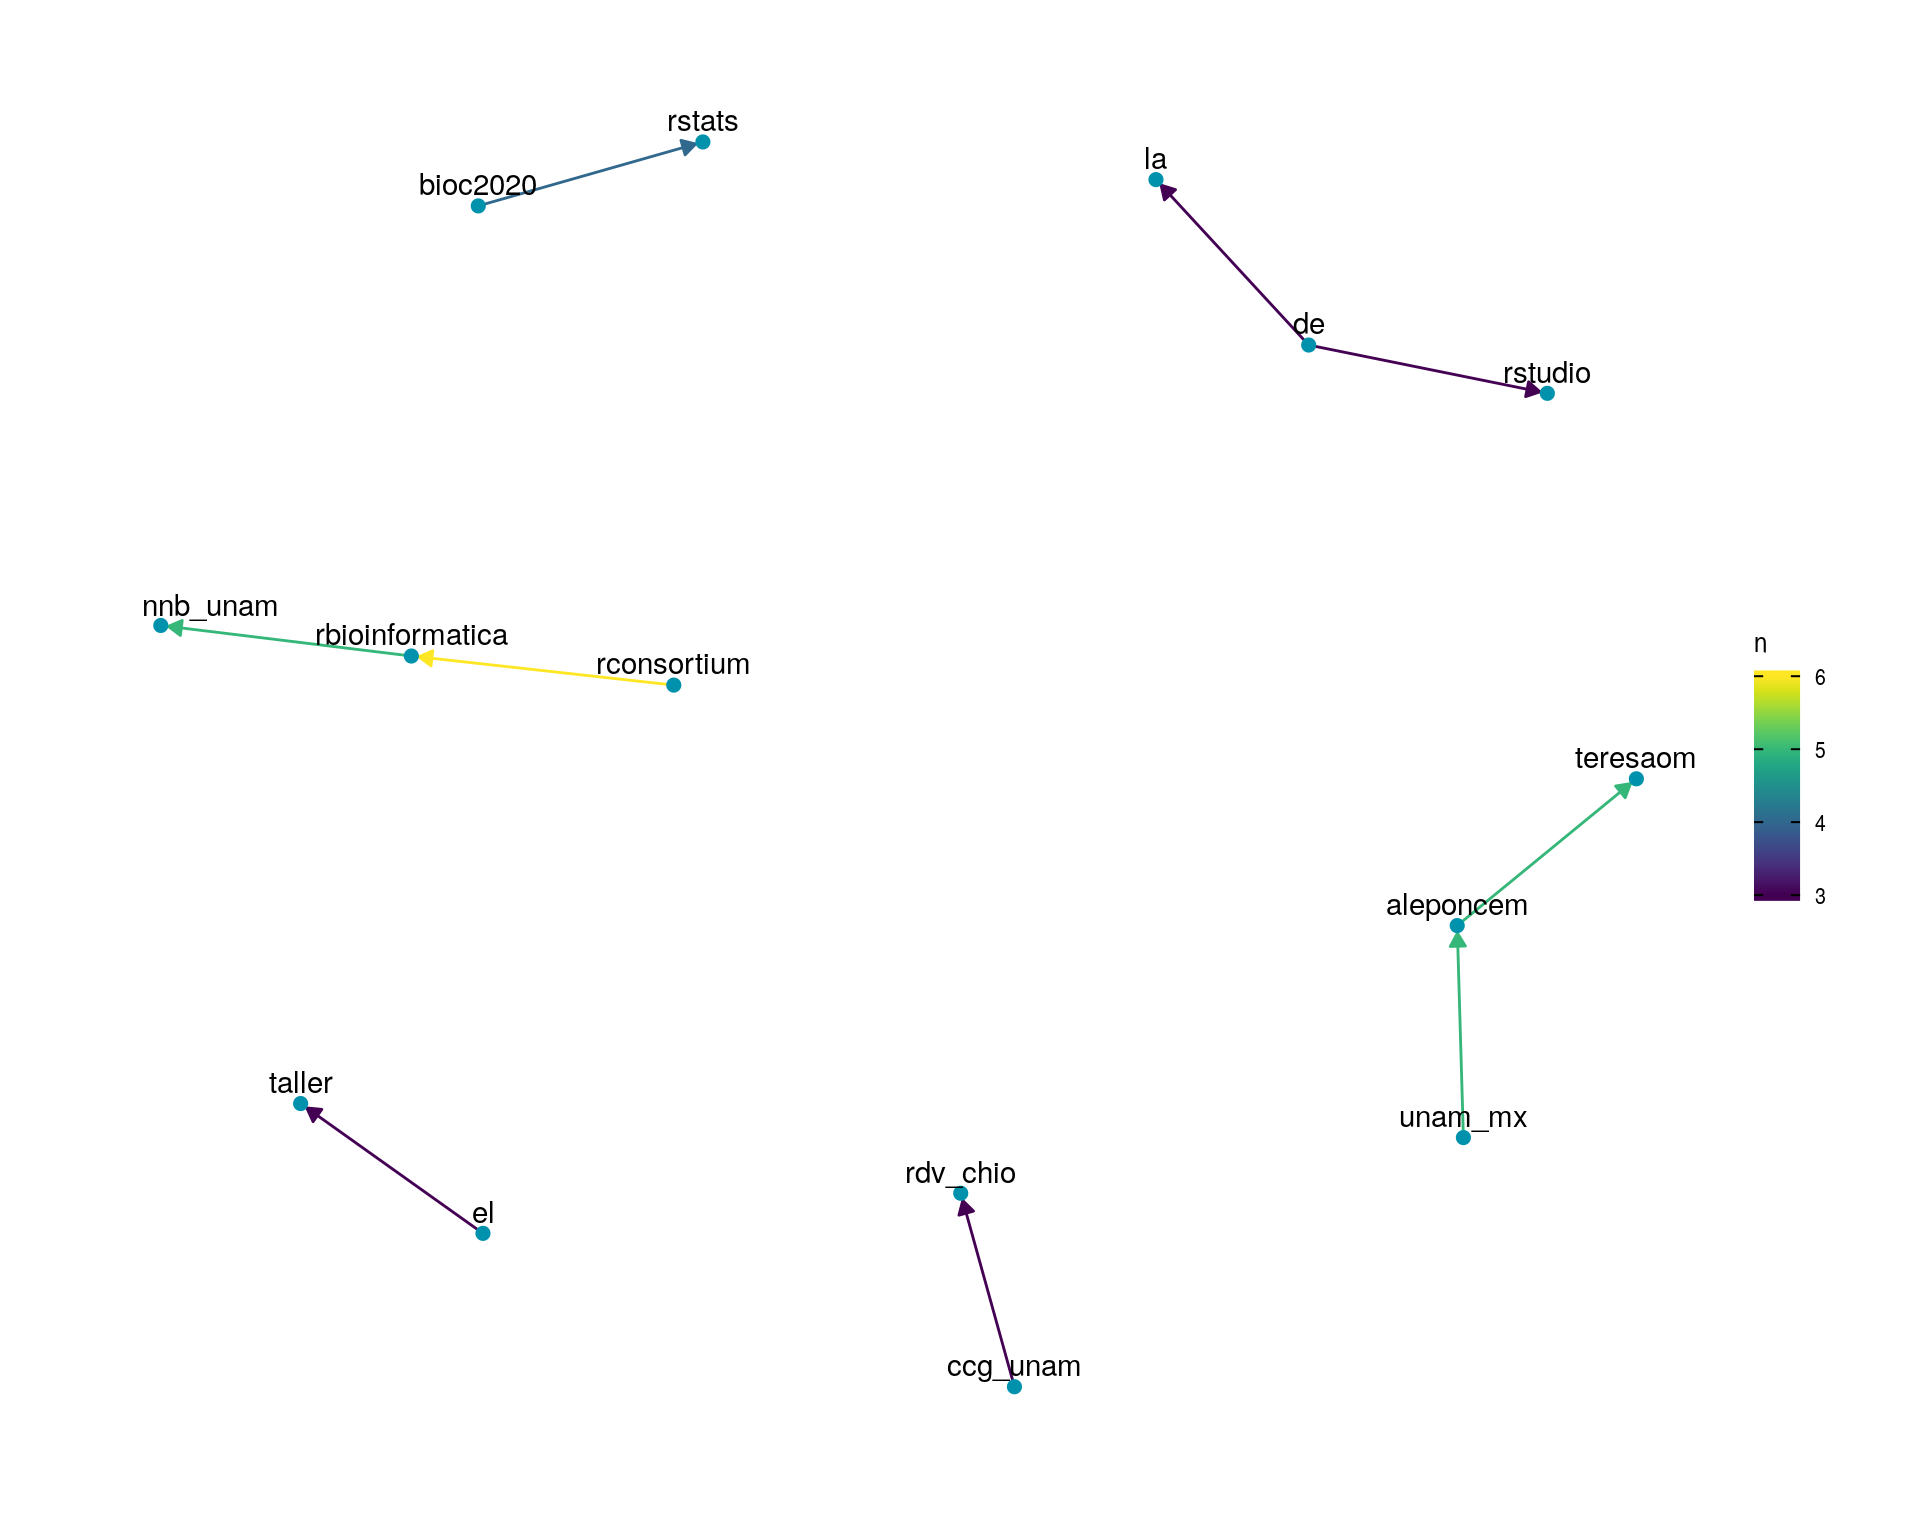 rstats
la
bioc2020
de
rstudio
nnb_unam
rbioinformatica
rconsortium
n
6
5
4
3
teresaom
aleponcem
taller
unam_mx
rdv_chio
el
ccg_unam